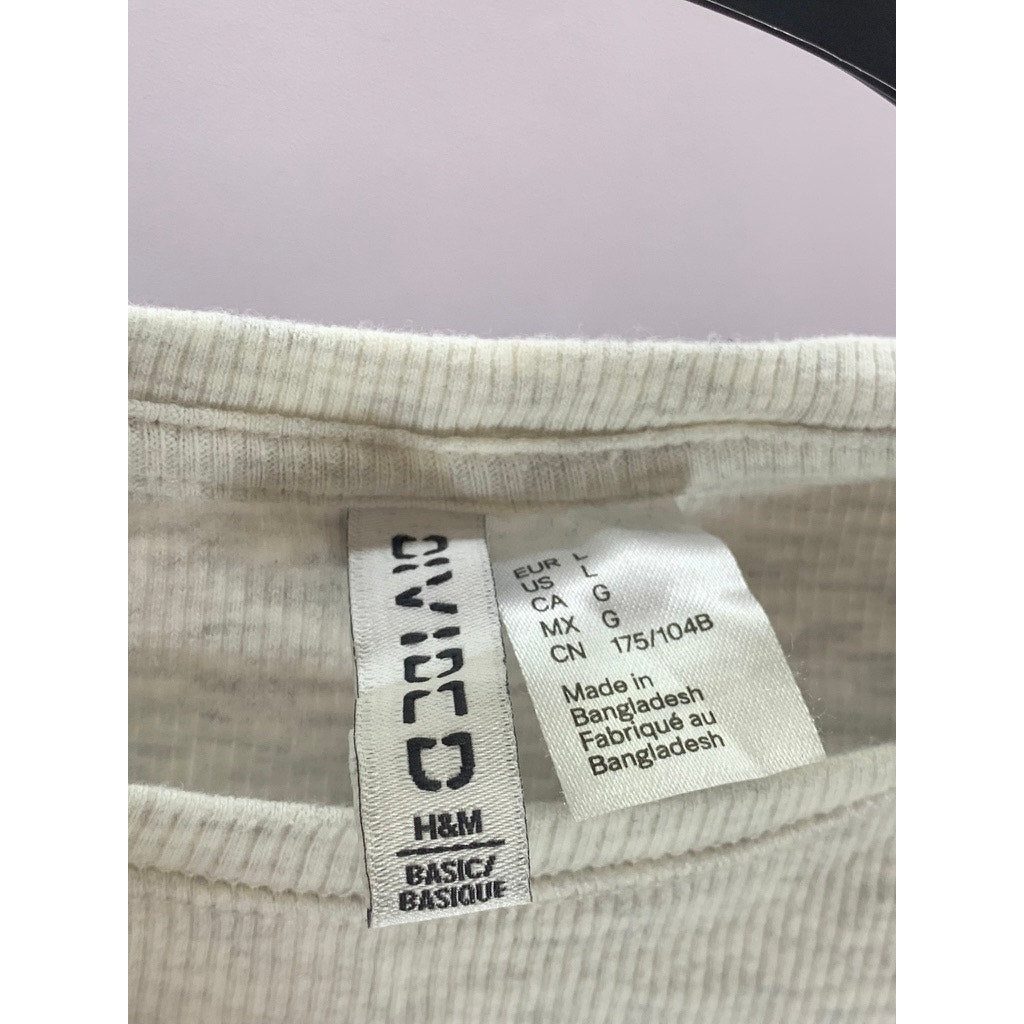 DIVIDED
H&M
BASIC/
BASIQUE
EUR L
US L
CA G
MX G
CN 175/104B
Made in
Bangladesh
Fabriqué au
Bangladesh